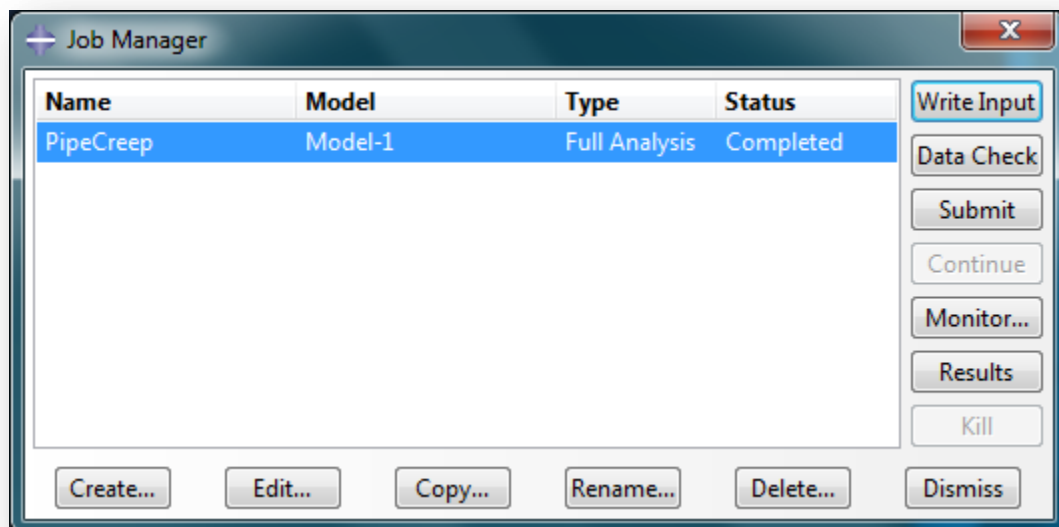 Job Manager
Name Model Type Status
PipeCreep Model-1 Full Analysis Completed
Write Input
Data Check
Submit
Continue
Monitor...
Results
Kill
Create... Edit... Copy... Rename... Delete... Dismiss